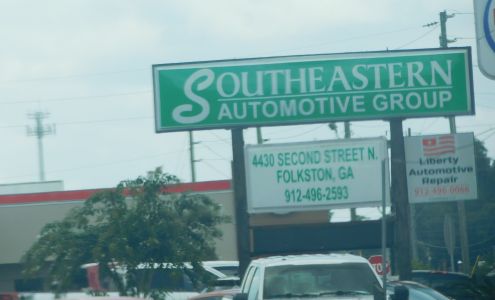 SOUTHEASTERN
AUTOMOTIVE GROUP
4430 SECOND STREET N.
FOLKSTON, GA
912-496-2593
Liberty
Automotive
Repair
912-496-0066